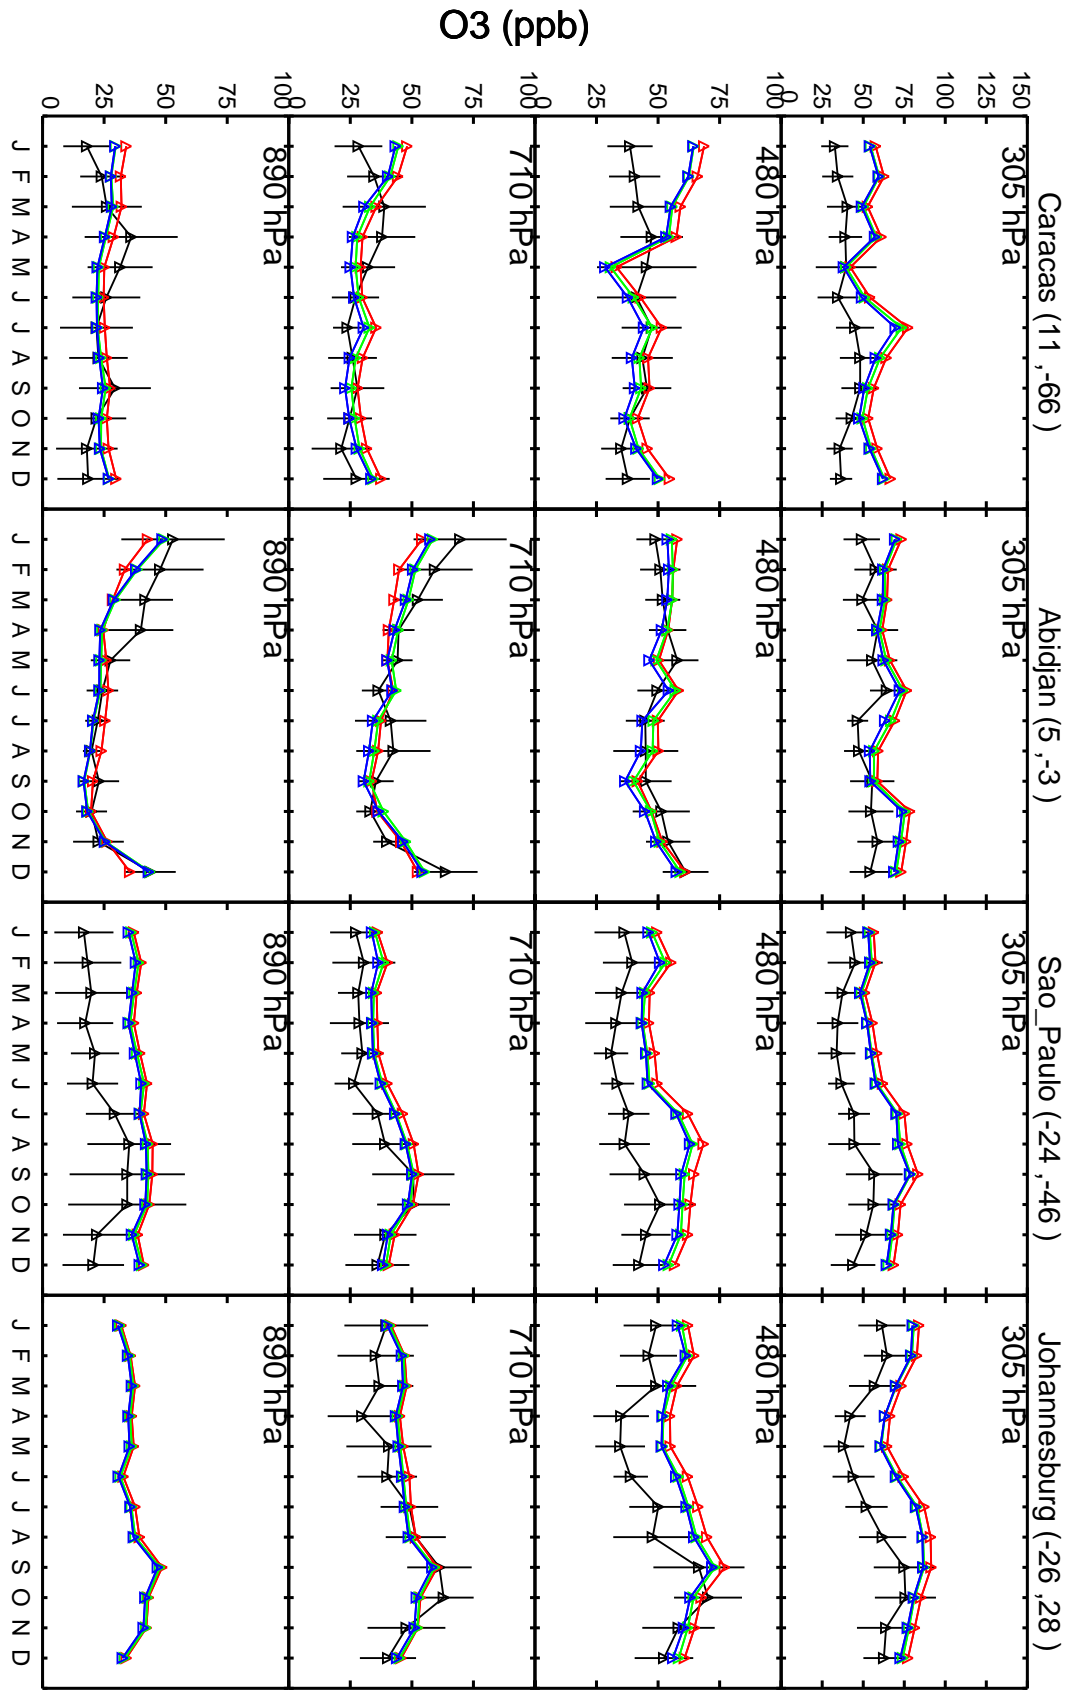 O3 (ppb)
0 25 50 75 100
0 25 50 75 100
0 25 50 75 100
0 25 50 75 100 125 150
Caracas (11 ,-66 )
305 hPa
480 hPa
710 hPa
890 hPa
J F M A M J J A S O N D
Abidjan (5 ,-3 )
305 hPa
480 hPa
710 hPa
890 hPa
J F M A M J J A S O N D
Sao_Paulo (-24 ,-46 )
305 hPa
480 hPa
710 hPa
890 hPa
J F M A M J J A S O N D
Johannesburg (-26 ,28 )
305 hPa
480 hPa
710 hPa
890 hPa
J F M A M J J A S O N D